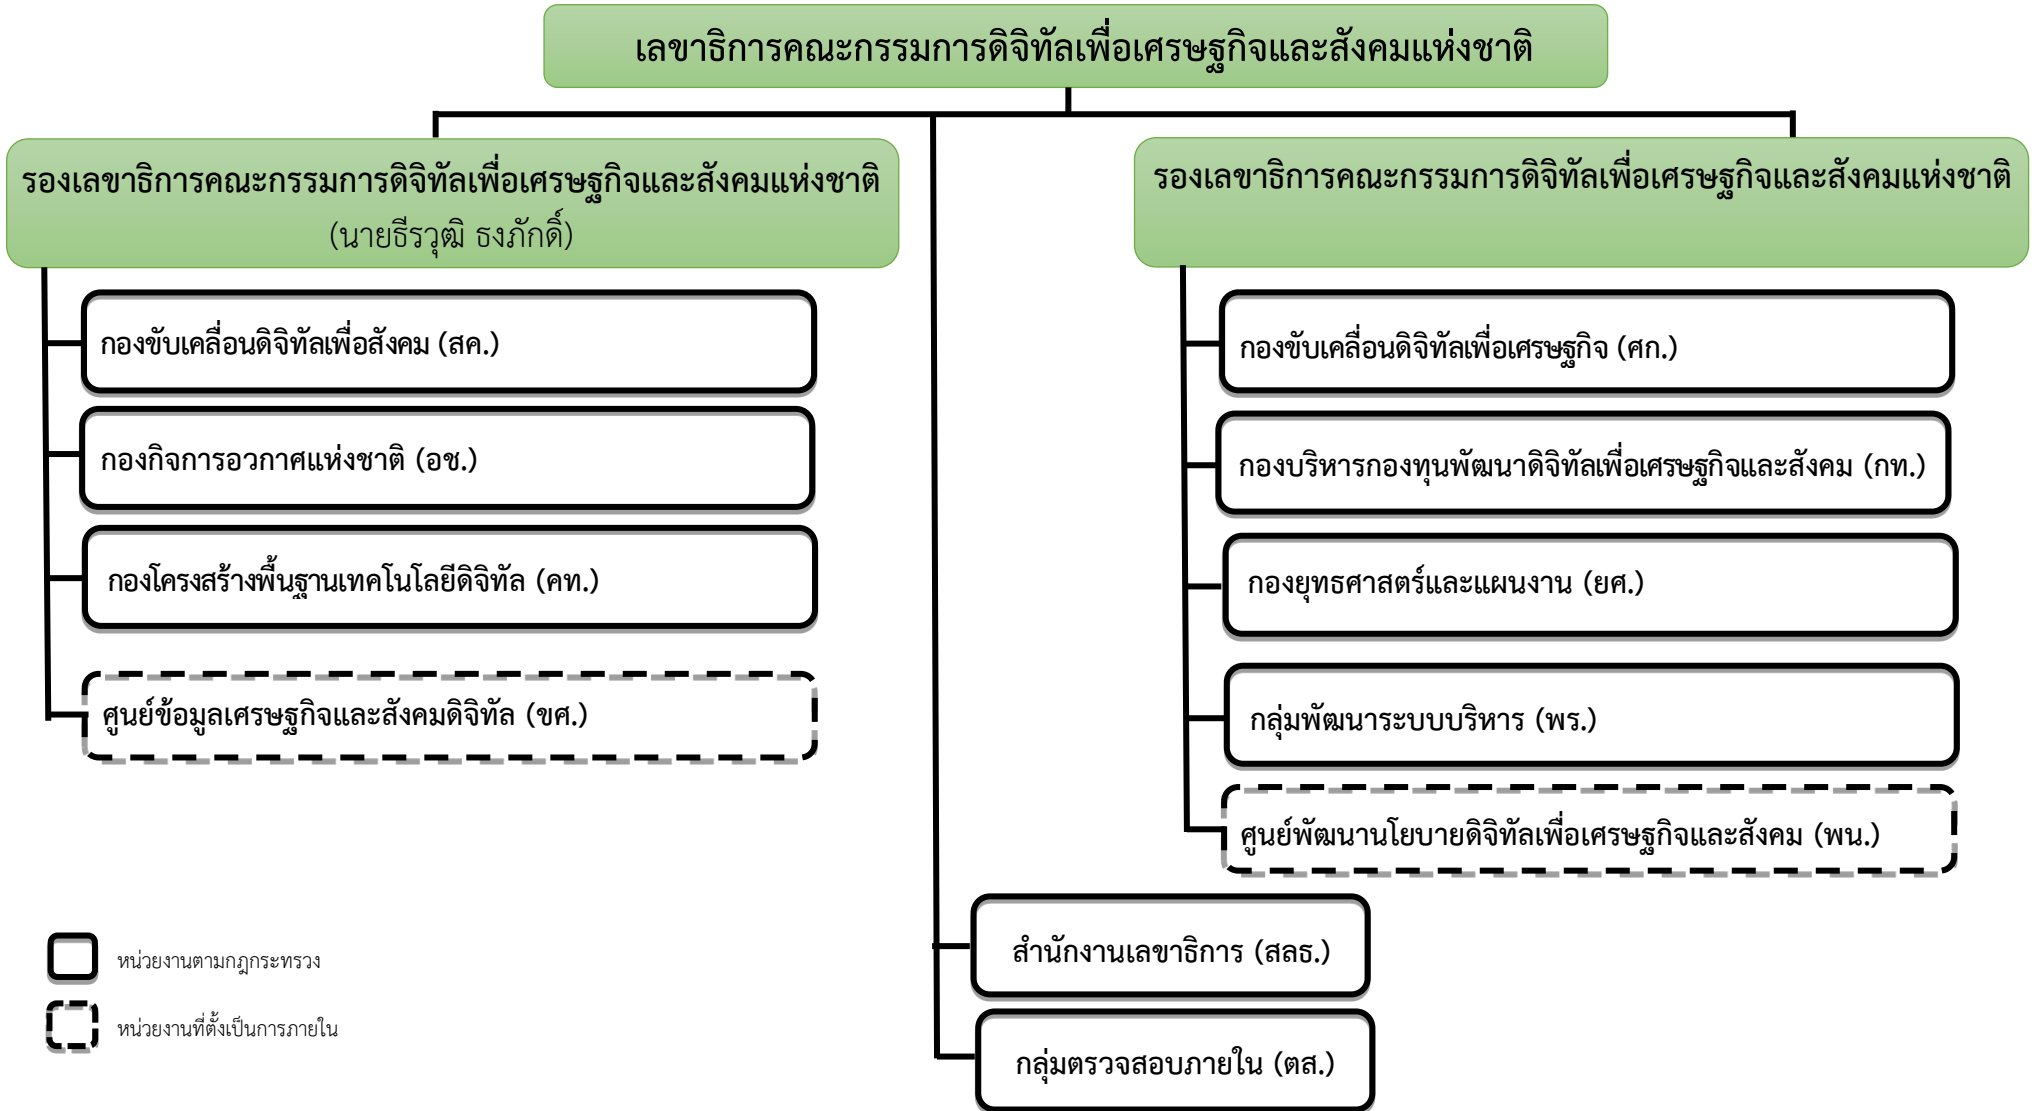 เลขาธิการคณะกรรมการดิจิทัลเพื่อเศรษฐกิจและสังคมแห่งชาติ
รองเลขาธิการคณะกรรมการดิจิทัลเพื่อเศรษฐกิจและสังคมแห่งชาติ
(นายธีรวุฒิ ธงภักดิ์)
กองขับเคลื่อนดิจิทัลเพื่อสังคม (สค.)
กองกิจการอวกาศแห่งชาติ (อช.)
กองโครงสร้างพื้นฐานเทคโนโลยีดิจิทัล (คท.)
ศูนย์ข้อมูลเศรษฐกิจและสังคมดิจิทัล (ขศ.)
รองเลขาธิการคณะกรรมการดิจิทัลเพื่อเศรษฐกิจและสังคมแห่งชาติ
กองขับเคลื่อนดิจิทัลเพื่อเศรษฐกิจ (ศก.)
กองบริหารกองทุนพัฒนาดิจิทัลเพื่อเศรษฐกิจและสังคม (กท.)
กองยุทธศาสตร์และแผนงาน (ยศ.)
กลุ่มพัฒนาระบบบริหาร (พร.)
ศูนย์พัฒนานโยบายดิจิทัลเพื่อเศรษฐกิจและสังคม (พน.)
สำนักงานเลขาธิการ (สลธ.)
กลุ่มตรวจสอบภายใน (ตส.)
หน่วยงานตามกฎกระทรวง
หน่วยงานที่ตั้งเป็นการภายใน